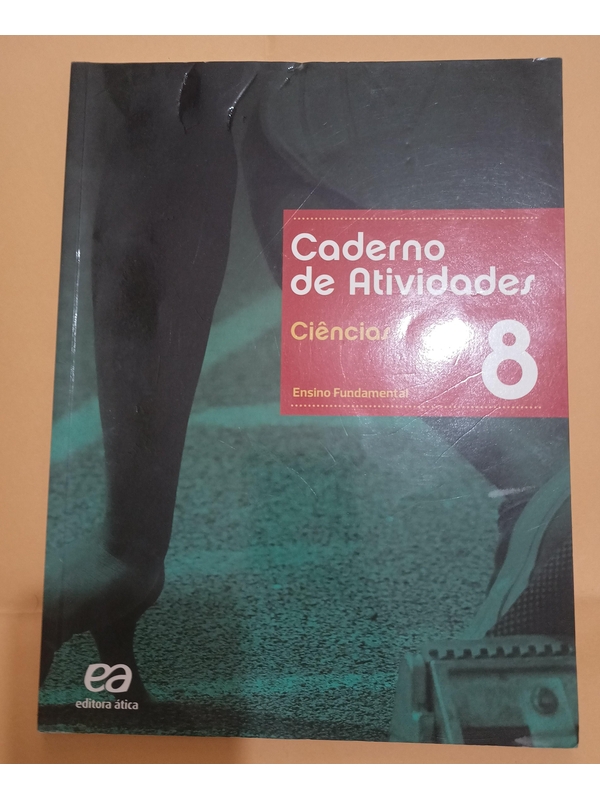 Caderno
de Atividades
Ciências
8
Ensino Fundamental
ea
editora ática